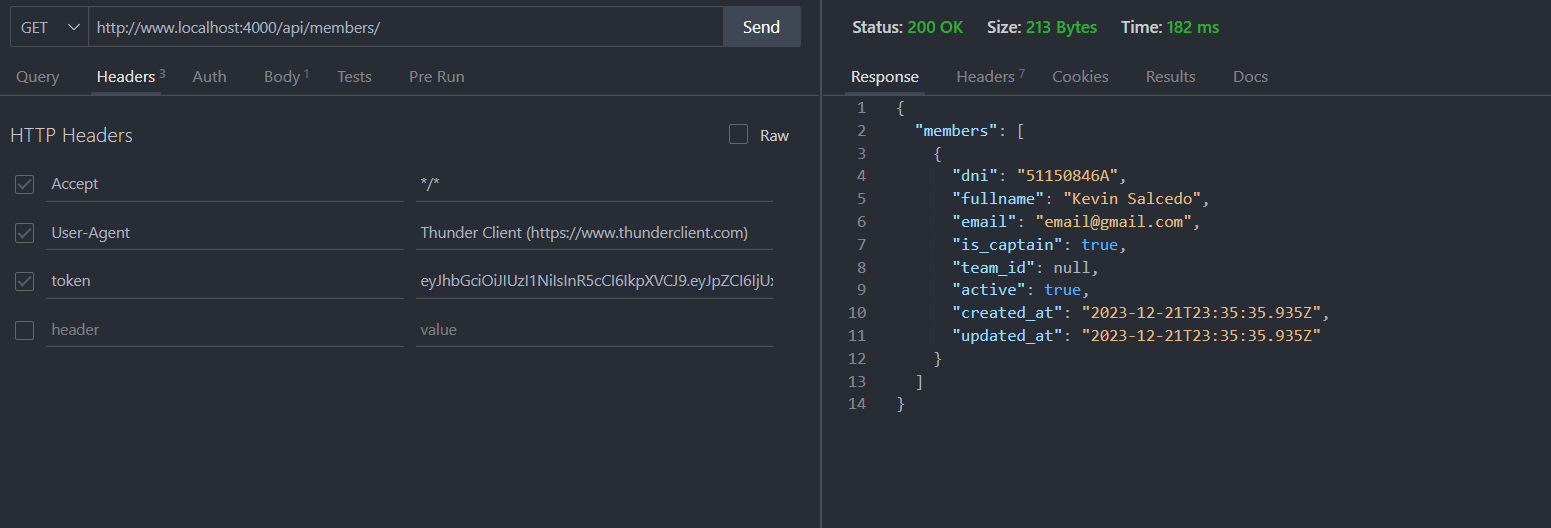 GET http://www.localhost:4000/api/members/ Send
Query Headers 3 Auth Body 1 Tests Pre Run
HTTP Headers Raw
Accept */*
User-Agent Thunder Client (https://www.thunderclient.com)
token eyJhbGciOiJIUzI1NiIsInR5cCI6IkpXVCJ9.eyJpZCI6IjUx
header value
Status: 200 OK Size: 213 Bytes Time: 182 ms
Response Headers 7 Cookies Results Docs
1 {
2 "members": [
3 {
4 "dni": "51150846A",
5 "fullname": "Kevin Salcedo",
6 "email": "email@gmail.com",
7 "is_captain": true,
8 "team_id": null,
9 "active": true,
10 "created_at": "2023-12-21T23:35:35.935Z",
11 "updated_at": "2023-12-21T23:35:35.935Z"
12 }
13 ]
14 }